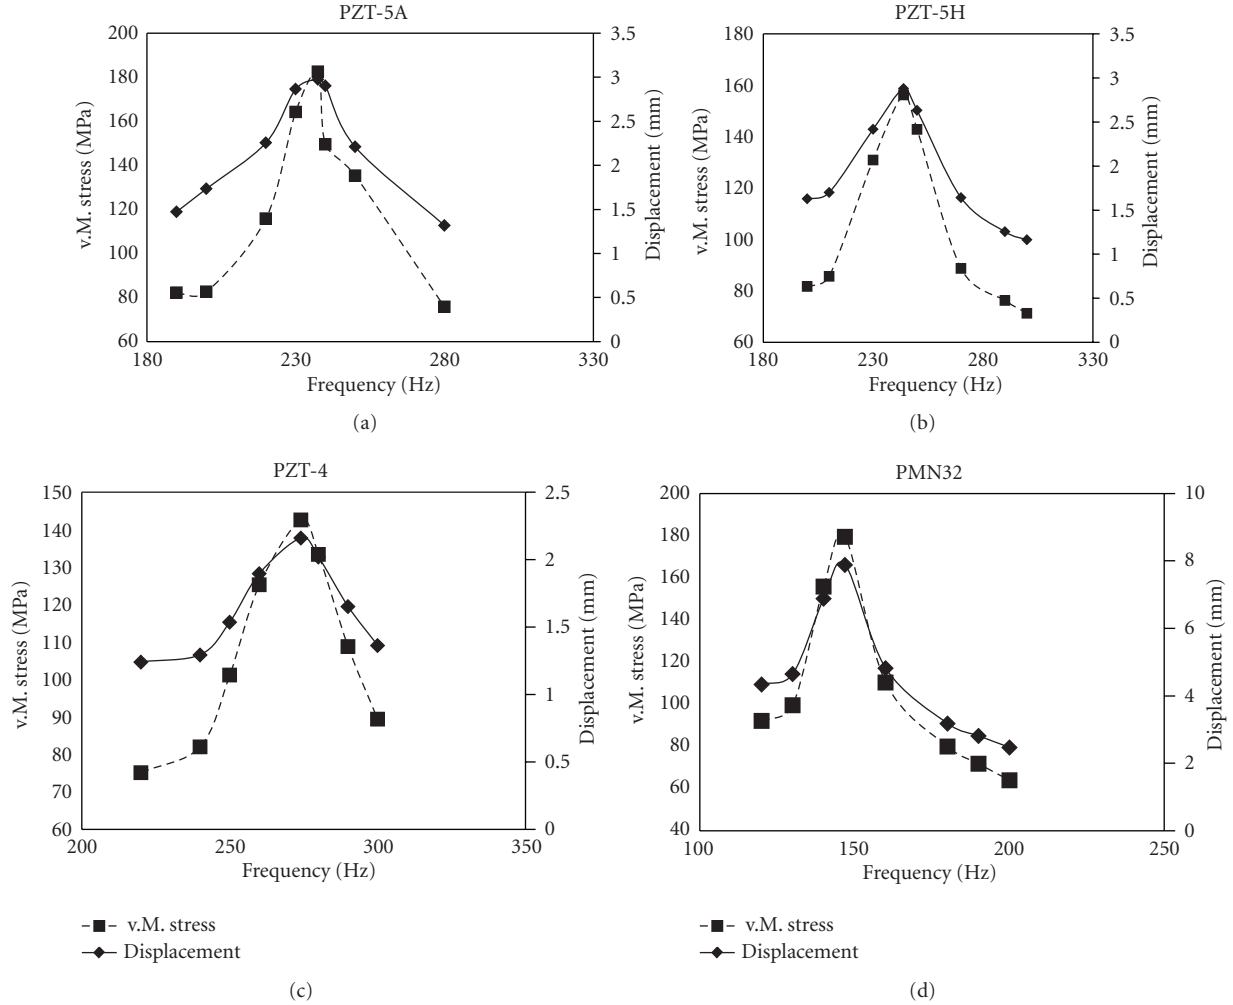 PZT-5A
200
180
160
140
120
100
80
60
v.M. stress (MPa)
3.5
3
2.5
2
1.5
1
0.5
0
Displacement (mm)
180 230 280 330
Frequency (Hz)
(a)
PZT-5H
180
160
140
120
100
80
60
v.M. stress (MPa)
3.5
3
2.5
2
1.5
1
0.5
0
Displacement (mm)
180 230 280 330
Frequency (Hz)
(b)
PZT-4
150
140
130
120
110
100
90
80
70
60
v.M. stress (MPa)
2.5
2
1.5
1
0.5
0
Displacement (mm)
200 250 300 350
Frequency (Hz)
v.M. stress
Displacement
(c)
PMN32
200
180
160
140
120
100
80
60
40
v.M. stress (MPa)
10
8
6
4
2
0
Displacement (mm)
100 150 200 250
Frequency (Hz)
v.M. stress
Displacement
(d)